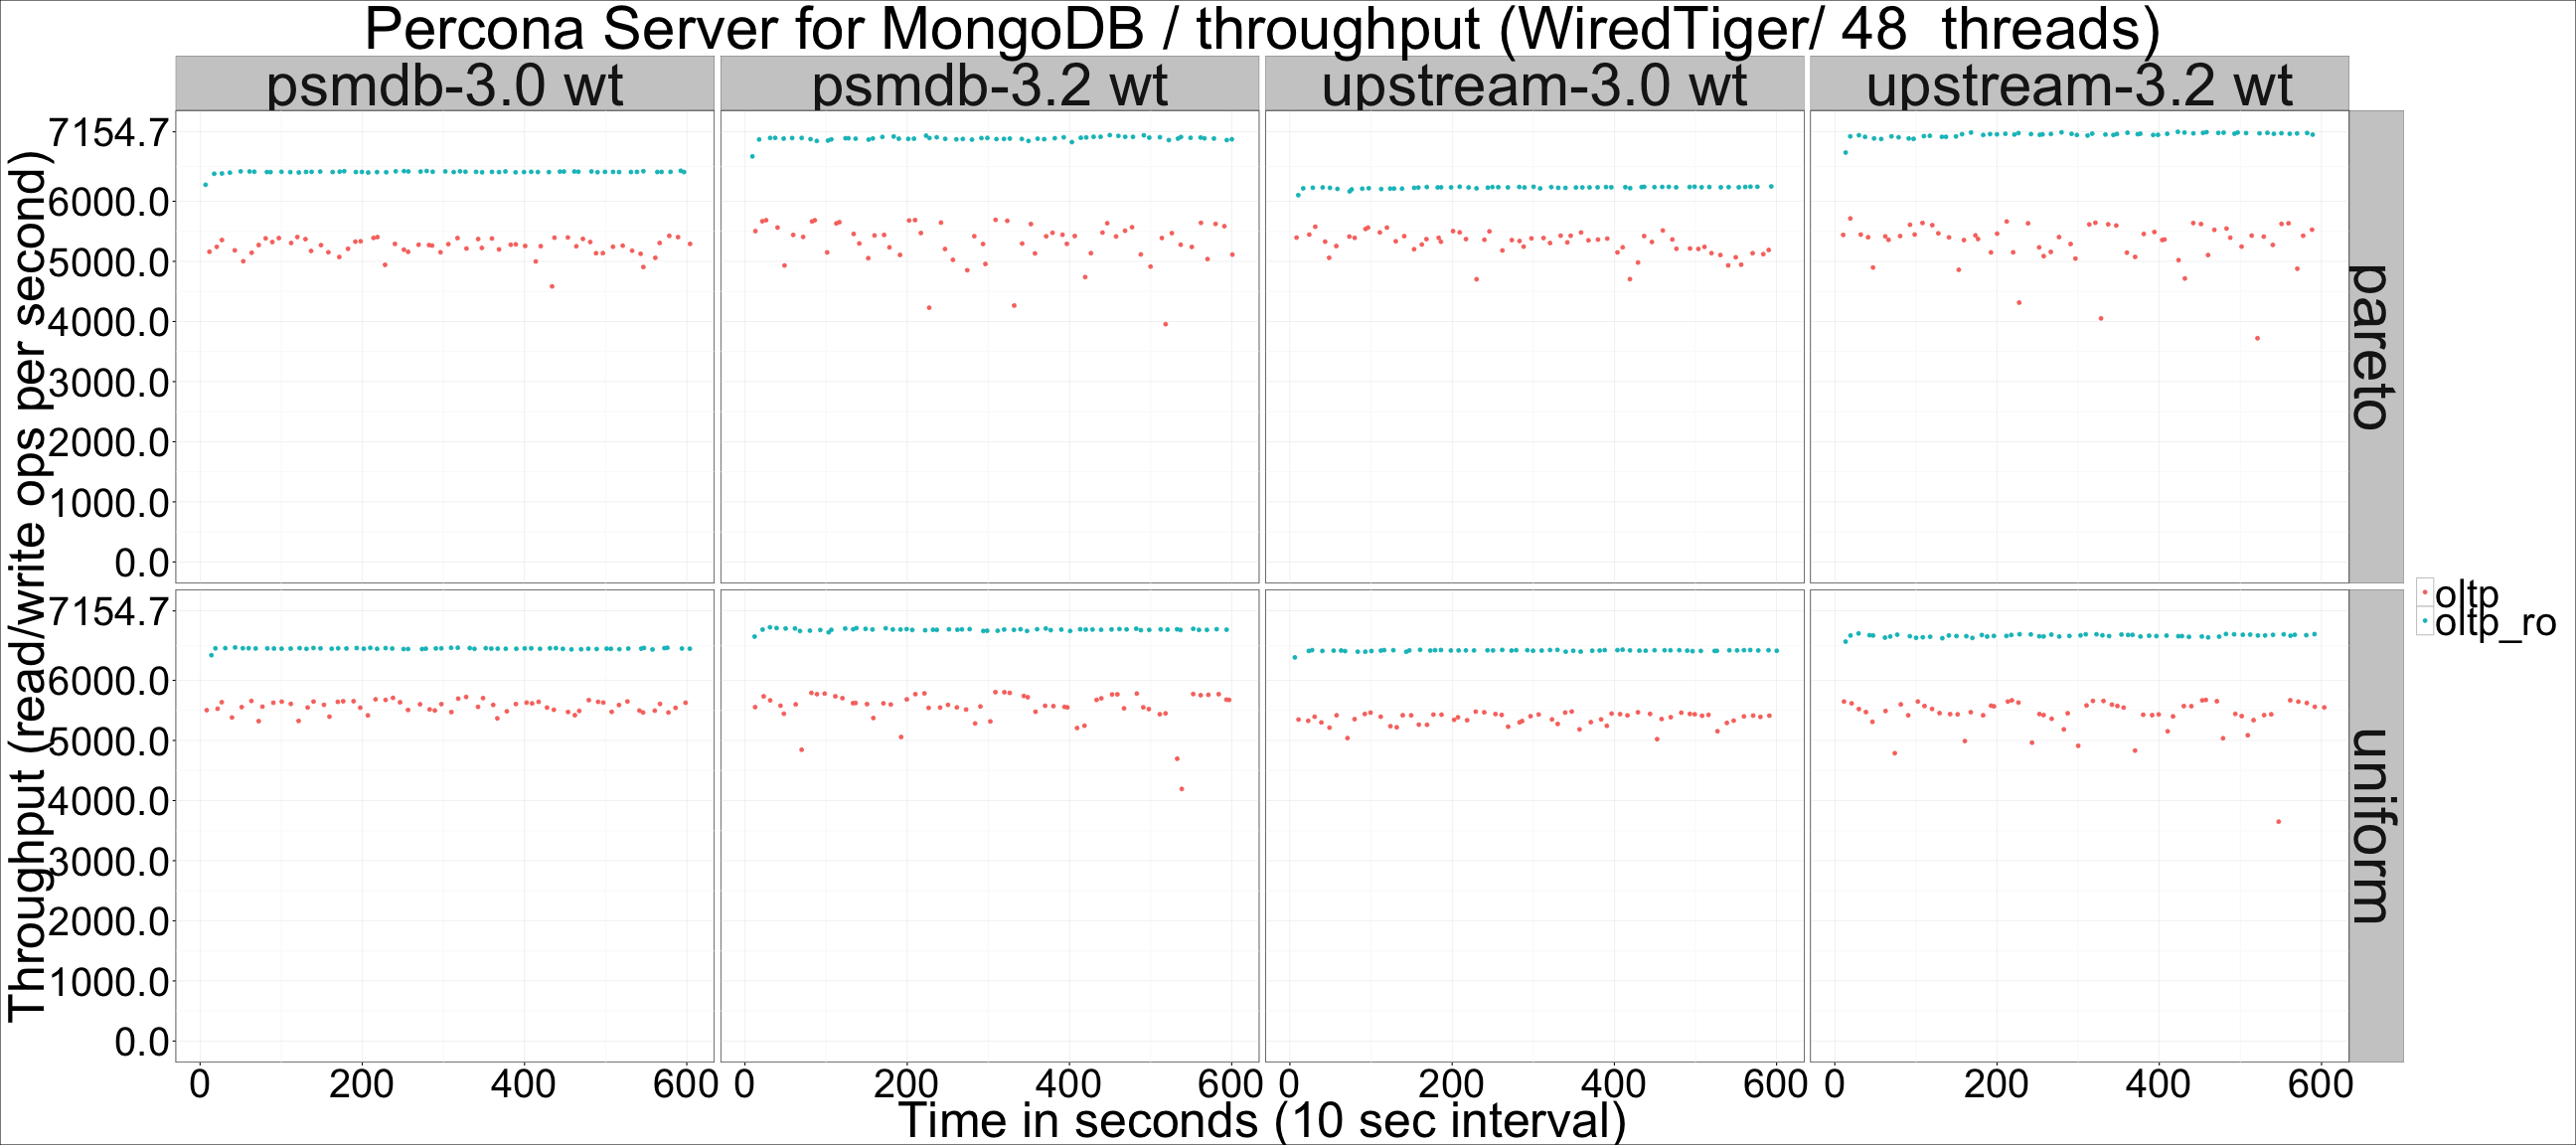 Percona Server for MongoDB / throughput (WiredTiger/ 48  threads)
psmdb-3.0 wt
psmdb-3.2 wt
upstream-3.0 wt
upstream-3.2 wt
Throughput (read/write ops per second)
7154.7
6000.0
5000.0
4000.0
3000.0
2000.0
1000.0
0.0
pareto
7154.7
6000.0
5000.0
4000.0
3000.0
2000.0
1000.0
0.0
uniform
oltp
oltp_ro
0 200 400 600
0 200 400 600
0 200 400 600
0 200 400 600
Time in seconds (10 sec interval)